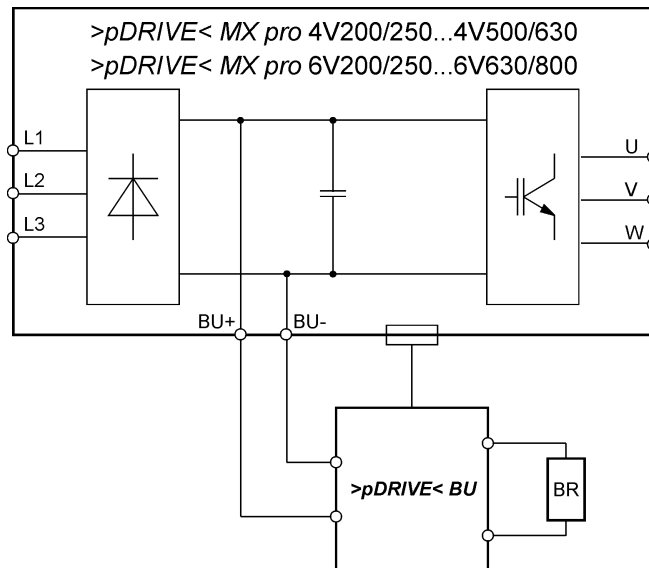 >pDRIVE< MX pro 4V200/250...4V500/630
>pDRIVE< MX pro 6V200/250...6V630/800
L1
L2
L3
U
V
W
BU+
BU-
>pDRIVE< BU
BR